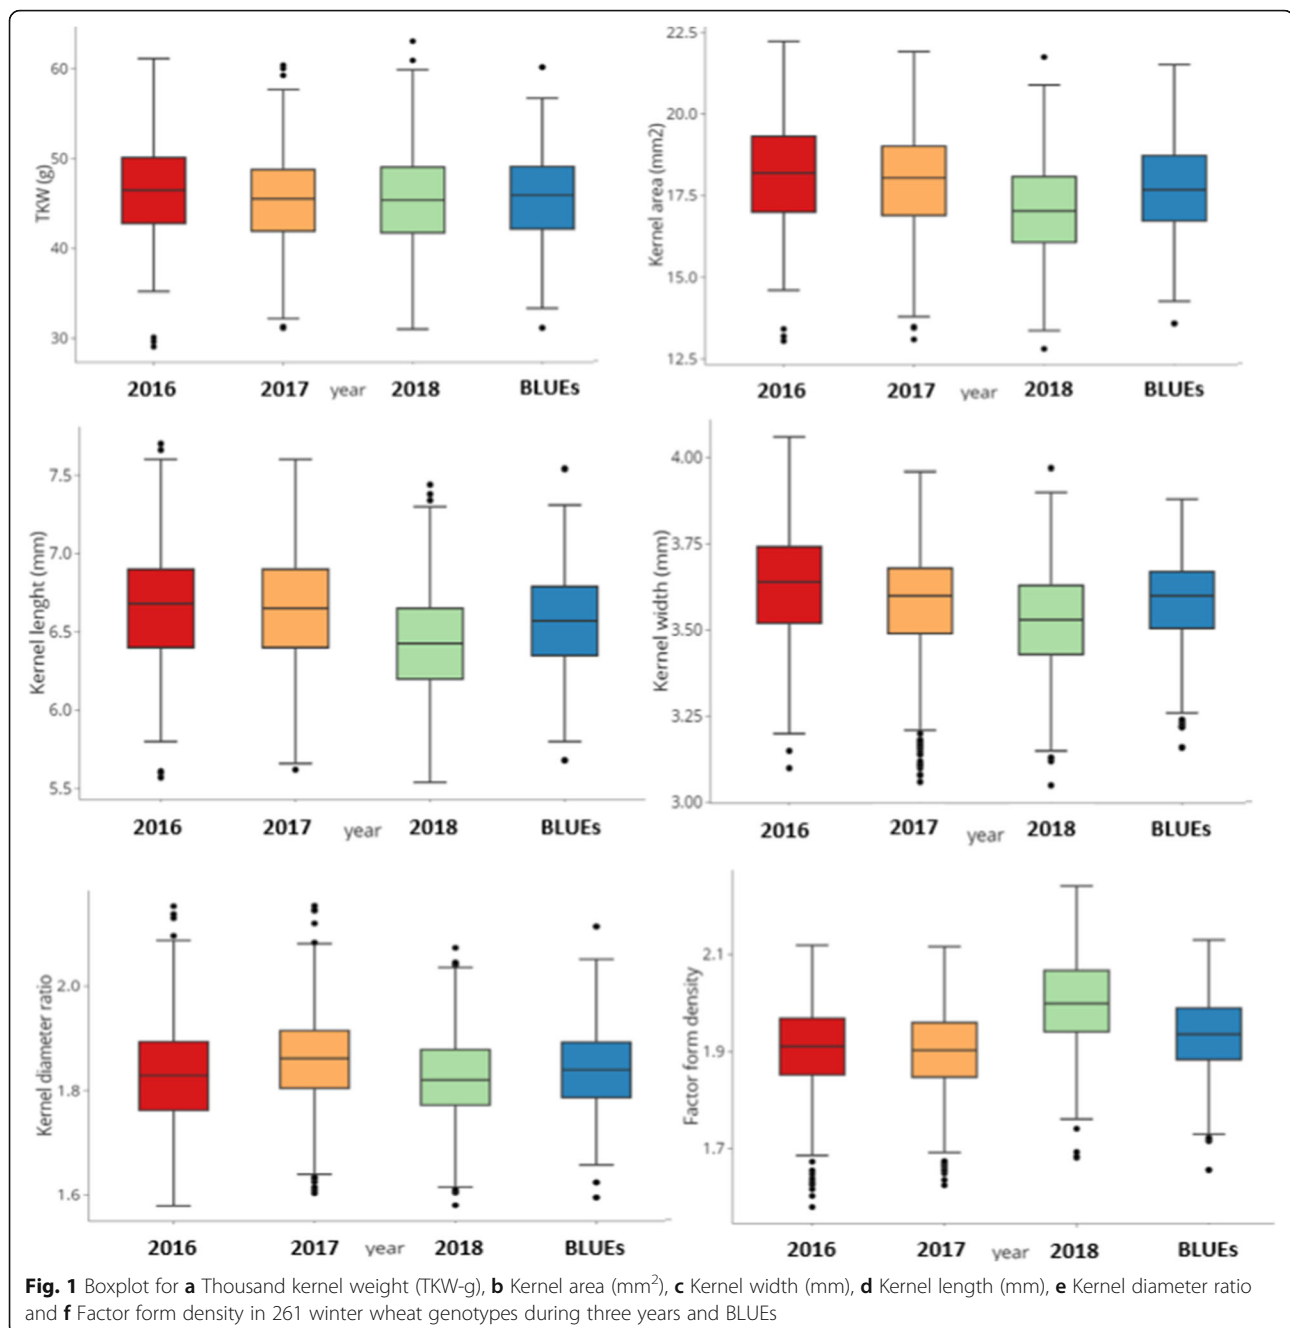 TKW (g)
60
50
40
30
2016
2017
year
2018
BLUEs
Kernel area (mm2)
22.5
20.0
17.5
15.0
12.5
2016
2017
year
2018
BLUEs
Kernel lenght (mm)
7.5
7.0
6.5
6.0
5.5
2016
2017
year
2018
BLUEs
Kernel width (mm)
4.00
3.75
3.50
3.25
3.00
2016
2017
year
2018
BLUEs
Kernel diameter ratio
2.0
1.8
1.6
2016
2017
year
2018
BLUEs
Factor form density
2.1
1.9
1.7
2016
2017
year
2018
BLUEs
Fig. 1 Boxplot for a Thousand kernel weight (TKW-g), b Kernel area (mm²), c Kernel width (mm), d Kernel length (mm), e Kernel diameter ratio
and f Factor form density in 261 winter wheat genotypes during three years and BLUEs